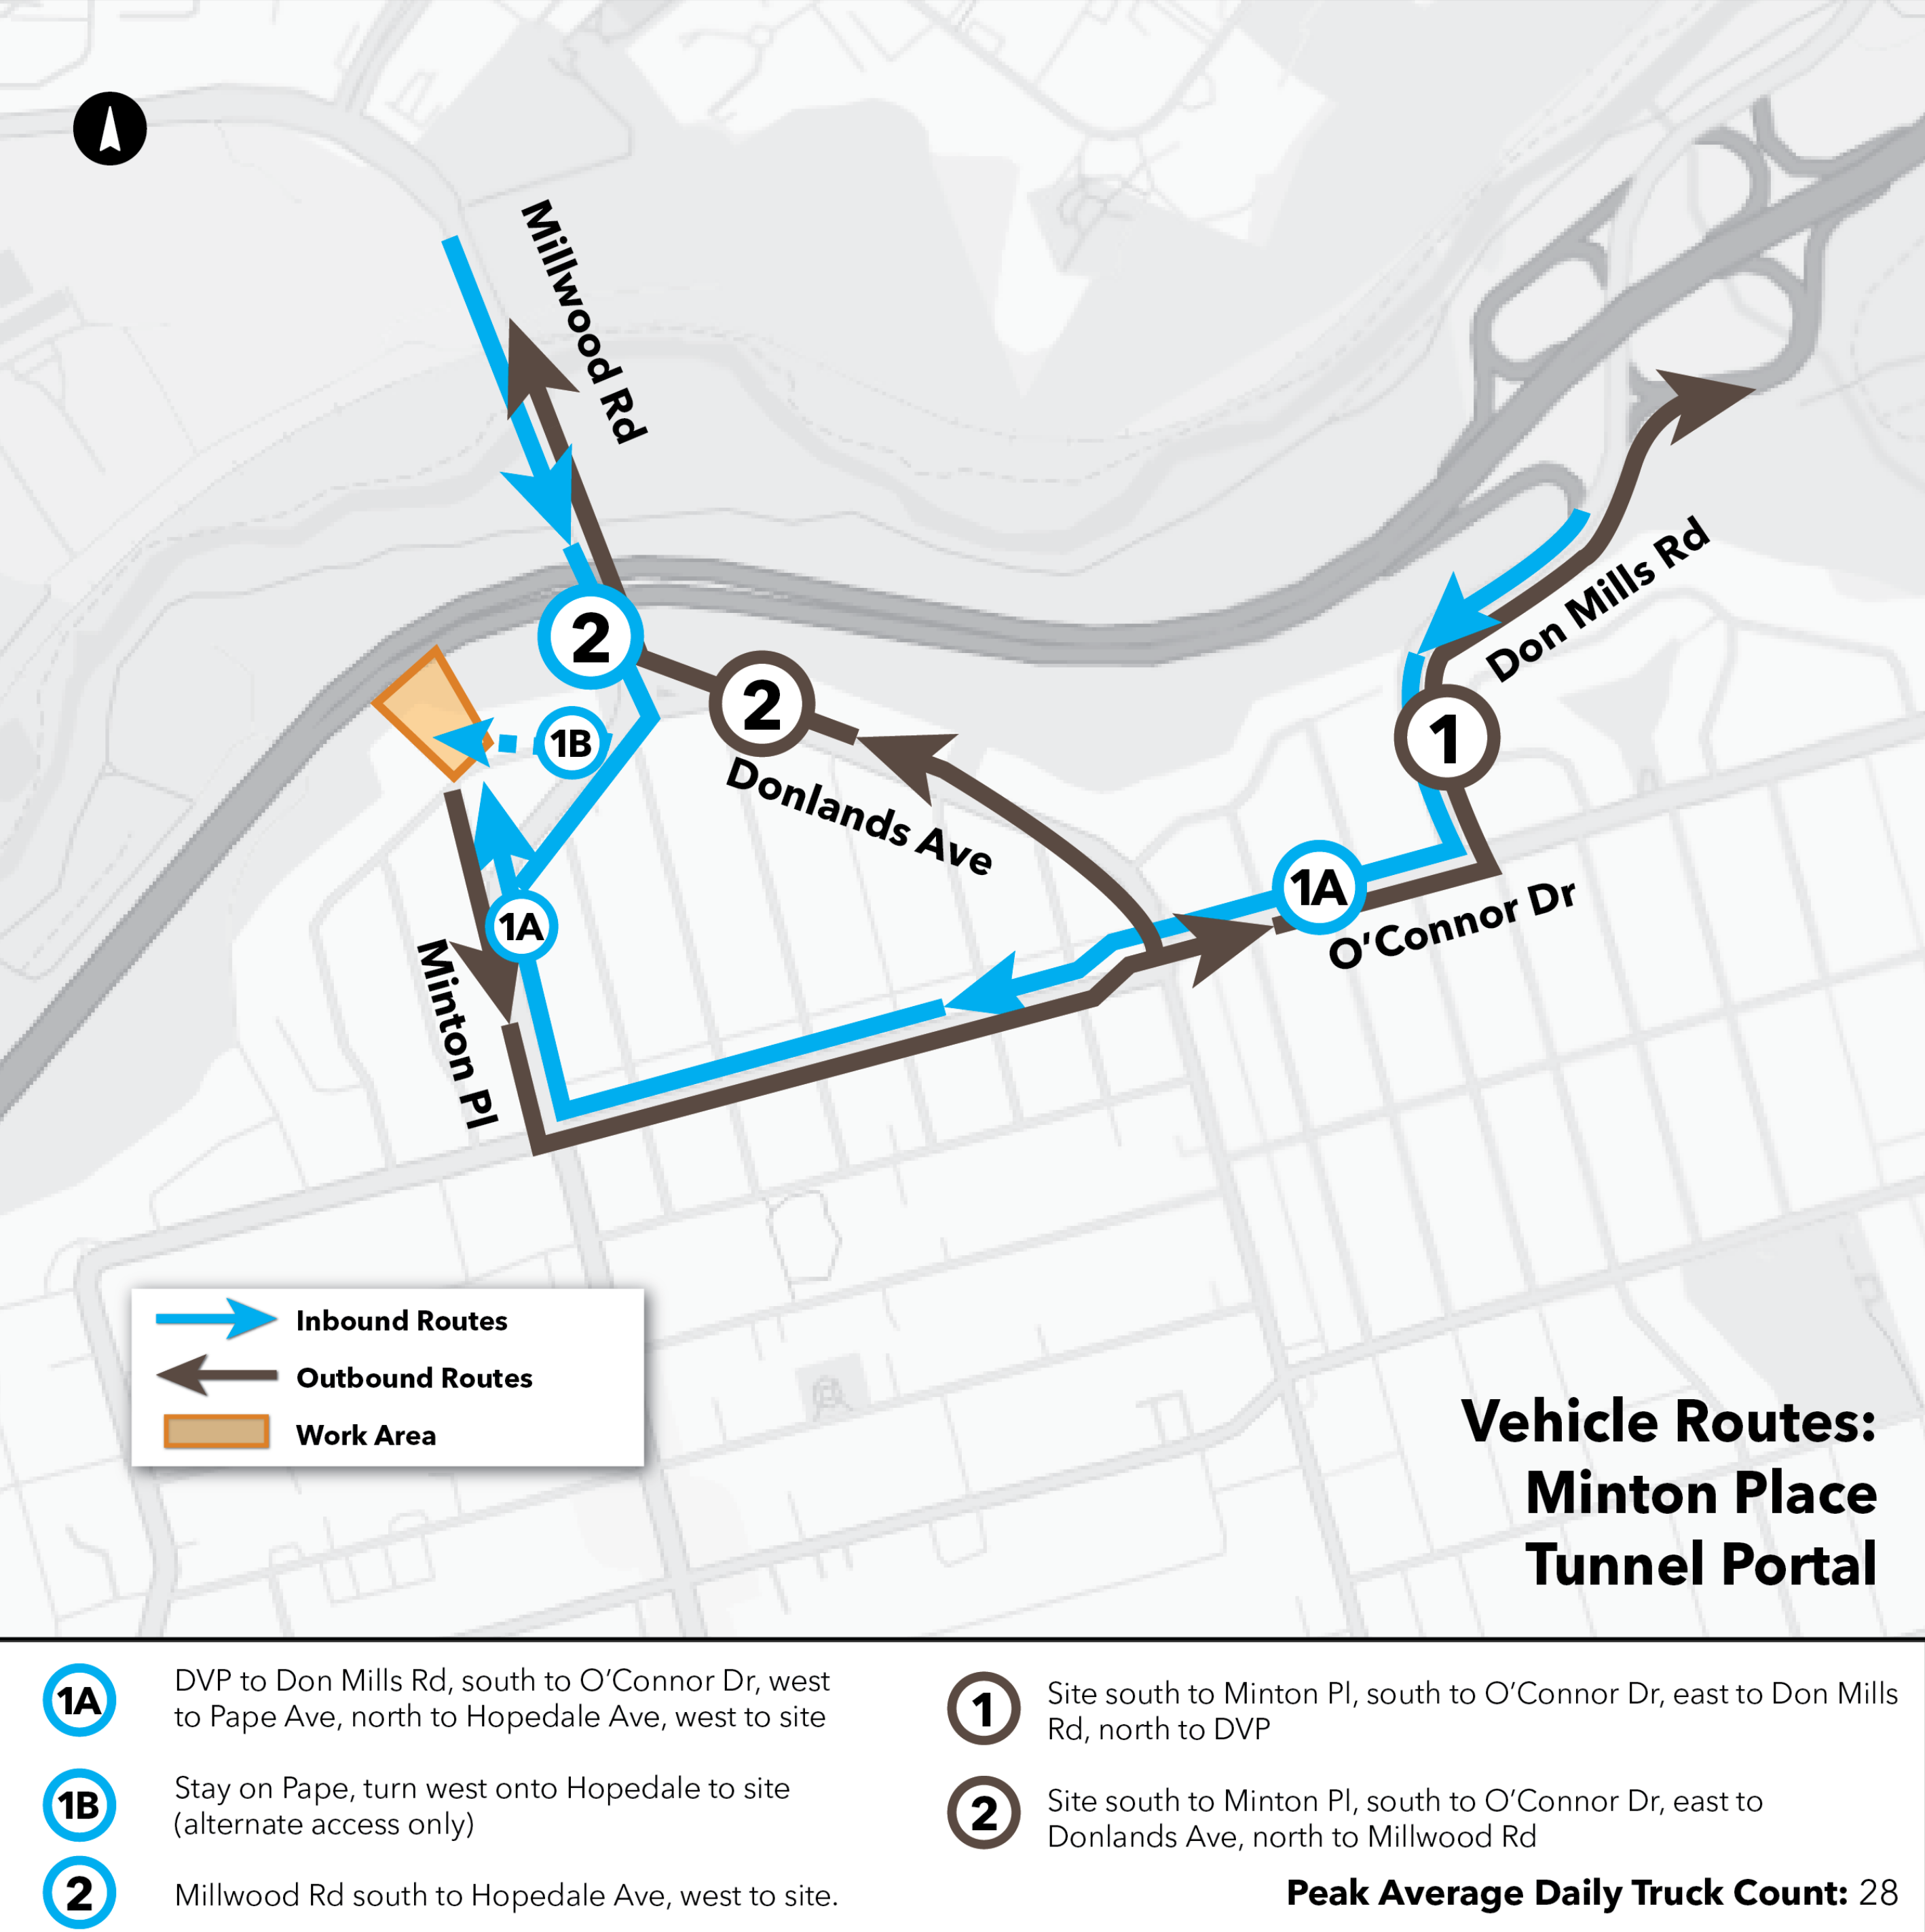 Millwood Rd
2
1B
2
Donlands Ave
Don Mills Rd
1
1A
O'Connor Dr
1A
Minton Pl
Inbound Routes
Outbound Routes
Work Area
Vehicle Routes:
Minton Place
Tunnel Portal
1A
DVP to Don Mills Rd, south to O'Connor Dr, west
to Pape Ave, north to Hopedale Ave, west to site
1B
Stay on Pape, turn west onto Hopedale to site
(alternate access only)
2
Millwood Rd south to Hopedale Ave, west to site.
1
Site south to Minton Pl, south to O'Connor Dr, east to Don Mills
Rd, north to DVP
2
Site south to Minton Pl, south to O'Connor Dr, east to
Donlands Ave, north to Millwood Rd
Peak Average Daily Truck Count: 28